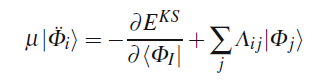 μ|Φ̈ᵢ⟩ = − ∂E^{KS} / ∂⟨Φ_I| + ∑_j Λ_{ij}|Φ_j⟩